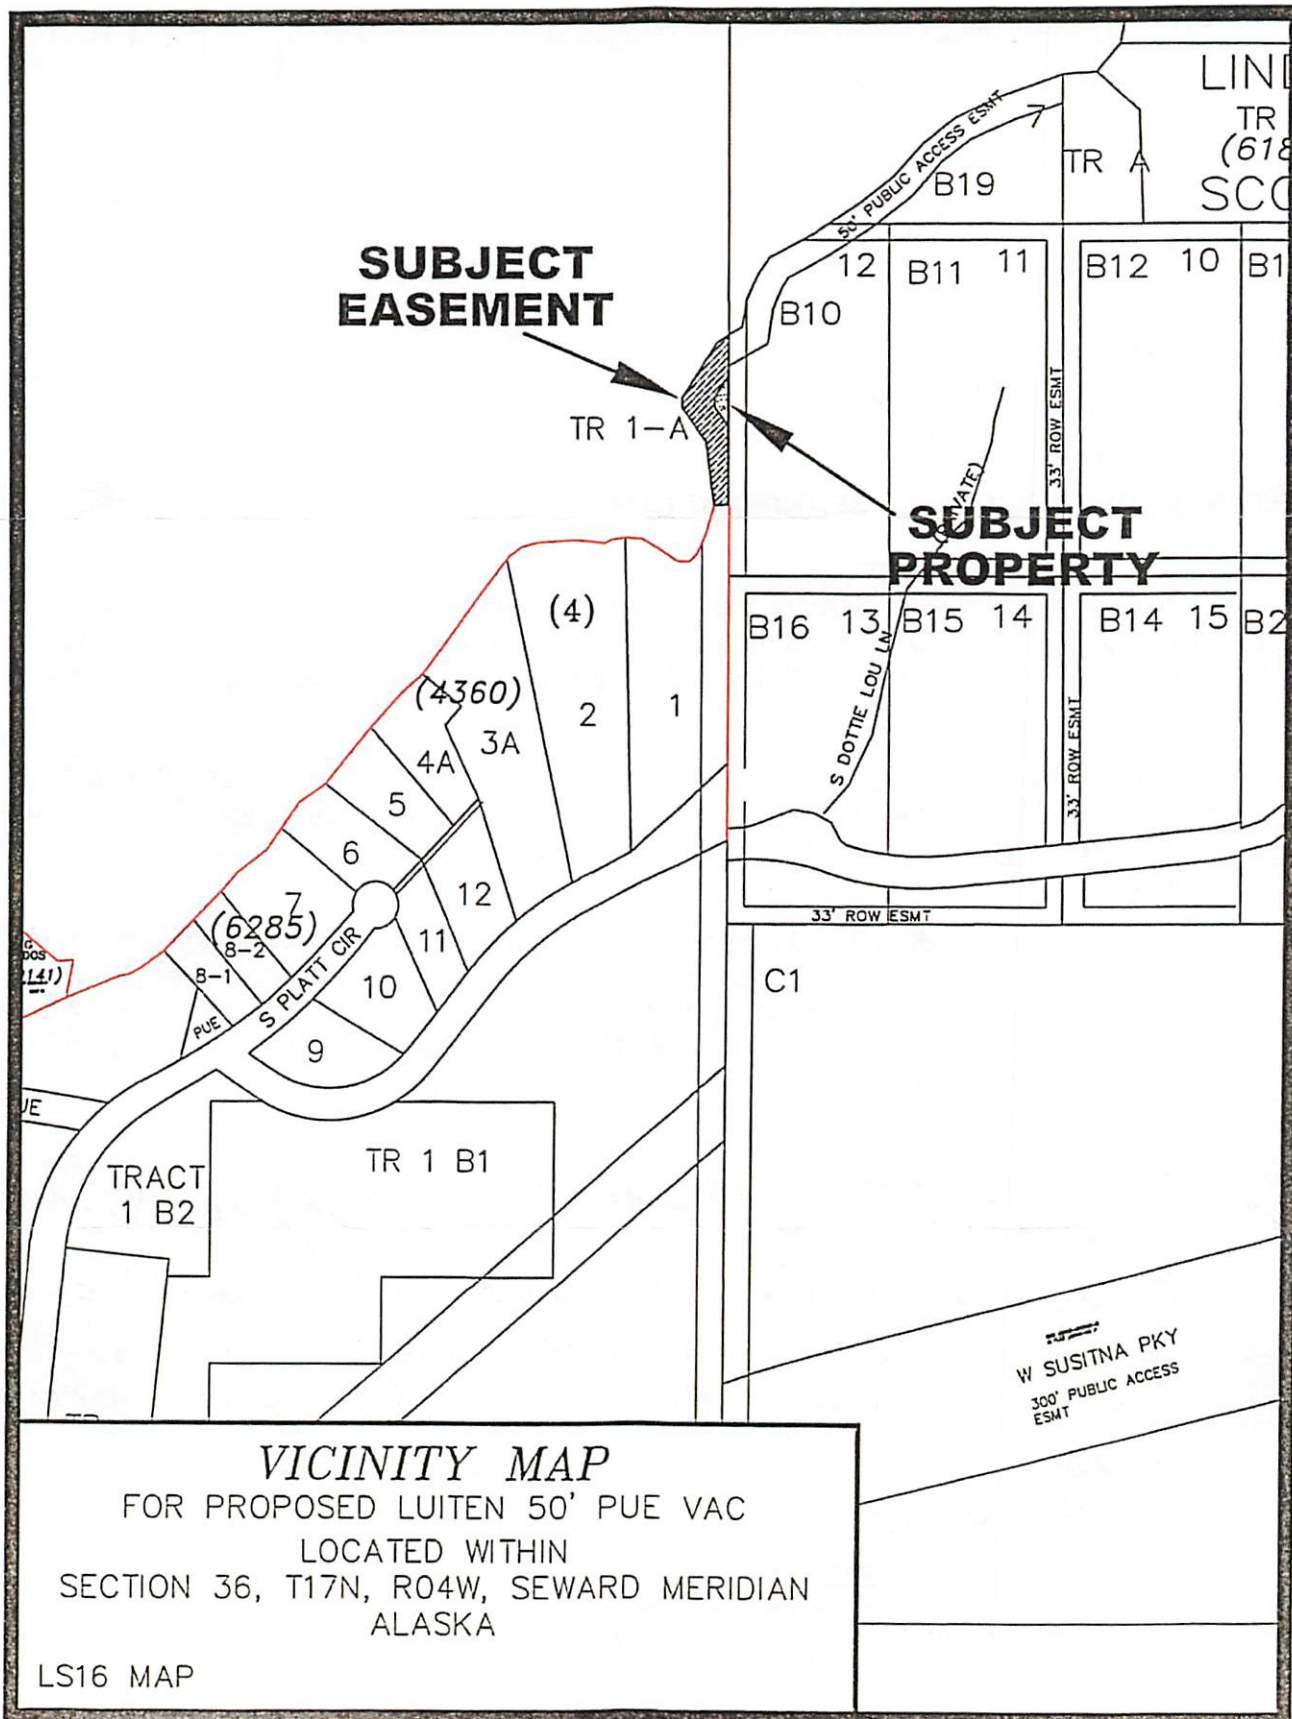 LIN
TR
(618
SCO
50' PUBLIC ACCESS ESMT
7
TR A
B19
SUBJECT
EASEMENT
12
B11
11
B12
10
B1
B10
33' ROW ESMT
TR 1-A
SUBJECT
PROPERTY
(4)
B16
13
B15
14
B14
15
B2
(4360)
2
1
S DOTTIE LOU LN
3A
4A
33' ROW ESMT
5
6
7
12
(6285)
33' ROW ESMT
8-2
11
8-1
S PLATT CIR
10
C1
PUE
9
UE
TR 1 B1
TRACT
1 B2
W SUSITNA PKY
300' PUBLIC ACCESS
ESMT
VICINITY MAP
FOR PROPOSED LUITEN 50' PUE VAC
LOCATED WITHIN
SECTION 36, T17N, R04W, SEWARD MERIDIAN
ALASKA
LS16 MAP